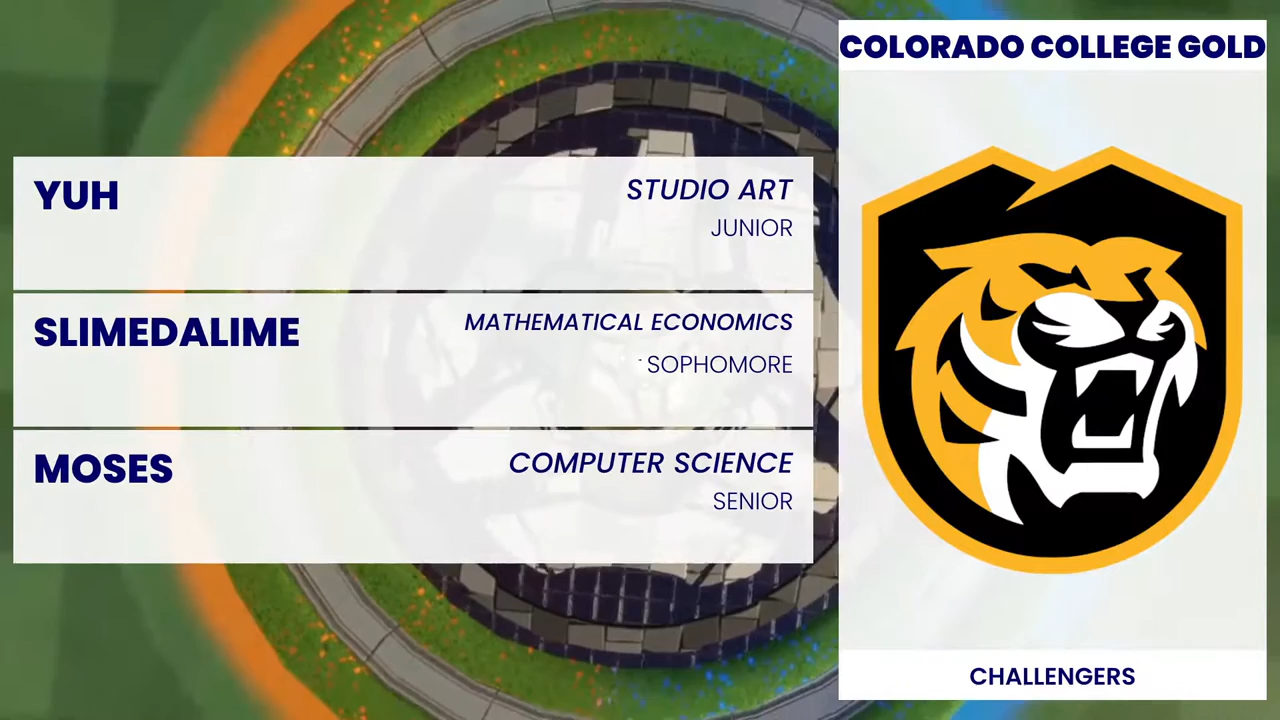 COLORADO COLLEGE GOLD
YUH
STUDIO ART
JUNIOR
SLIMEDALIME
MATHEMATICAL ECONOMICS
SOPHOMORE
MOSES
COMPUTER SCIENCE
SENIOR
CHALLENGERS